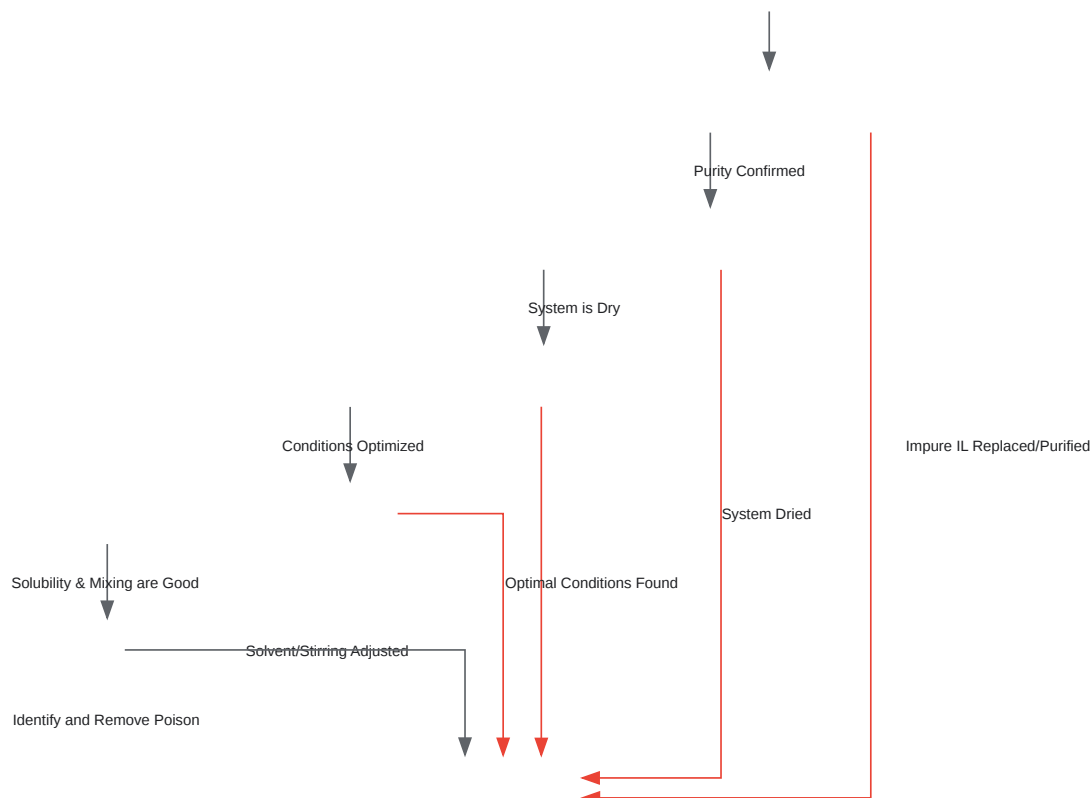 Purity Confirmed
System is Dry
Conditions Optimized
Impure IL Replaced/Purified
System Dried
Solubility & Mixing are Good
Optimal Conditions Found
Solvent/Stirring Adjusted
Identify and Remove Poison